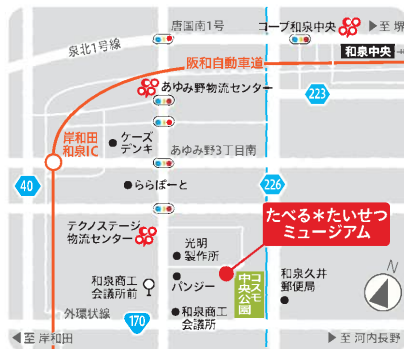 唐国南1号
コープ和泉中央
▶至 堺
泉北1号線
和泉中央
阪和自動車道
あゆみ野物流センター
223
岸和田
和泉IC
ケーズ
デンキ
あゆみ野3丁目南
40
ららぽーと
226
たべる＊たいせつ
ミュージアム
テクノステージ
物流センター
光明
製作所
和泉商工
会議所前
パンジー
コスモ
中央公園
和泉久井
郵便局
外環状線
170
和泉商工
会議所
◀至 岸和田
▶至 河内長野